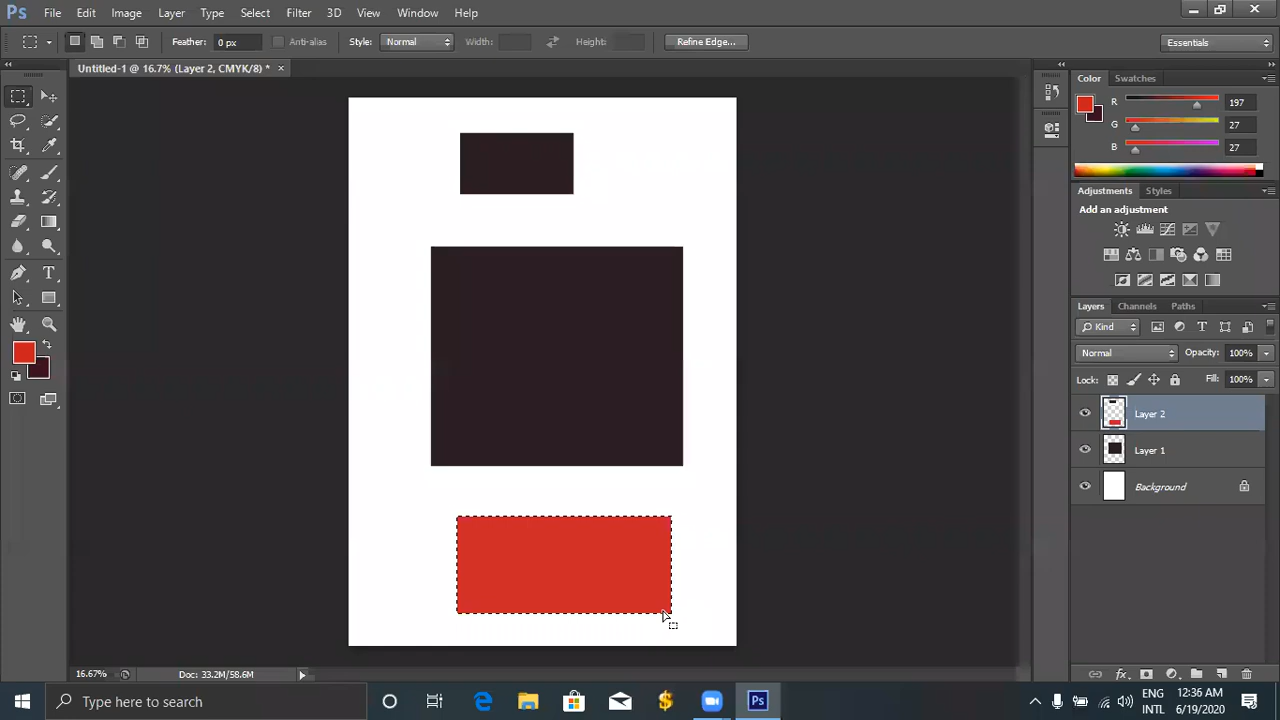 Ps File Edit Image Layer Type Select Filter 3D View Window Help
Feather: 0 px Anti-alias Style: Normal Width: Height: Refine Edge... Essentials
Untitled-1 @ 16.7% (Layer 2, CMYK/8) * ×
Color Swatches
R 197
G 27
B 27
Adjustments Styles
Add an adjustment
Layers Channels Paths
Kind
Normal Opacity: 100%
Lock: Fill: 100%
Layer 2
Layer 1
Background
16.67% Doc: 33.2M/58.6M
fx
Type here to search
ENG 12:36 AM
INTL 6/19/2020